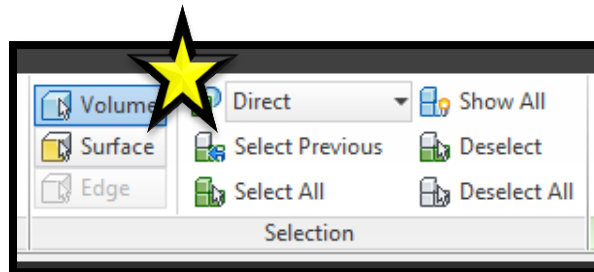 Volume Direct Show All
Surface Select Previous Deselect
Edge Select All Deselect All
Selection